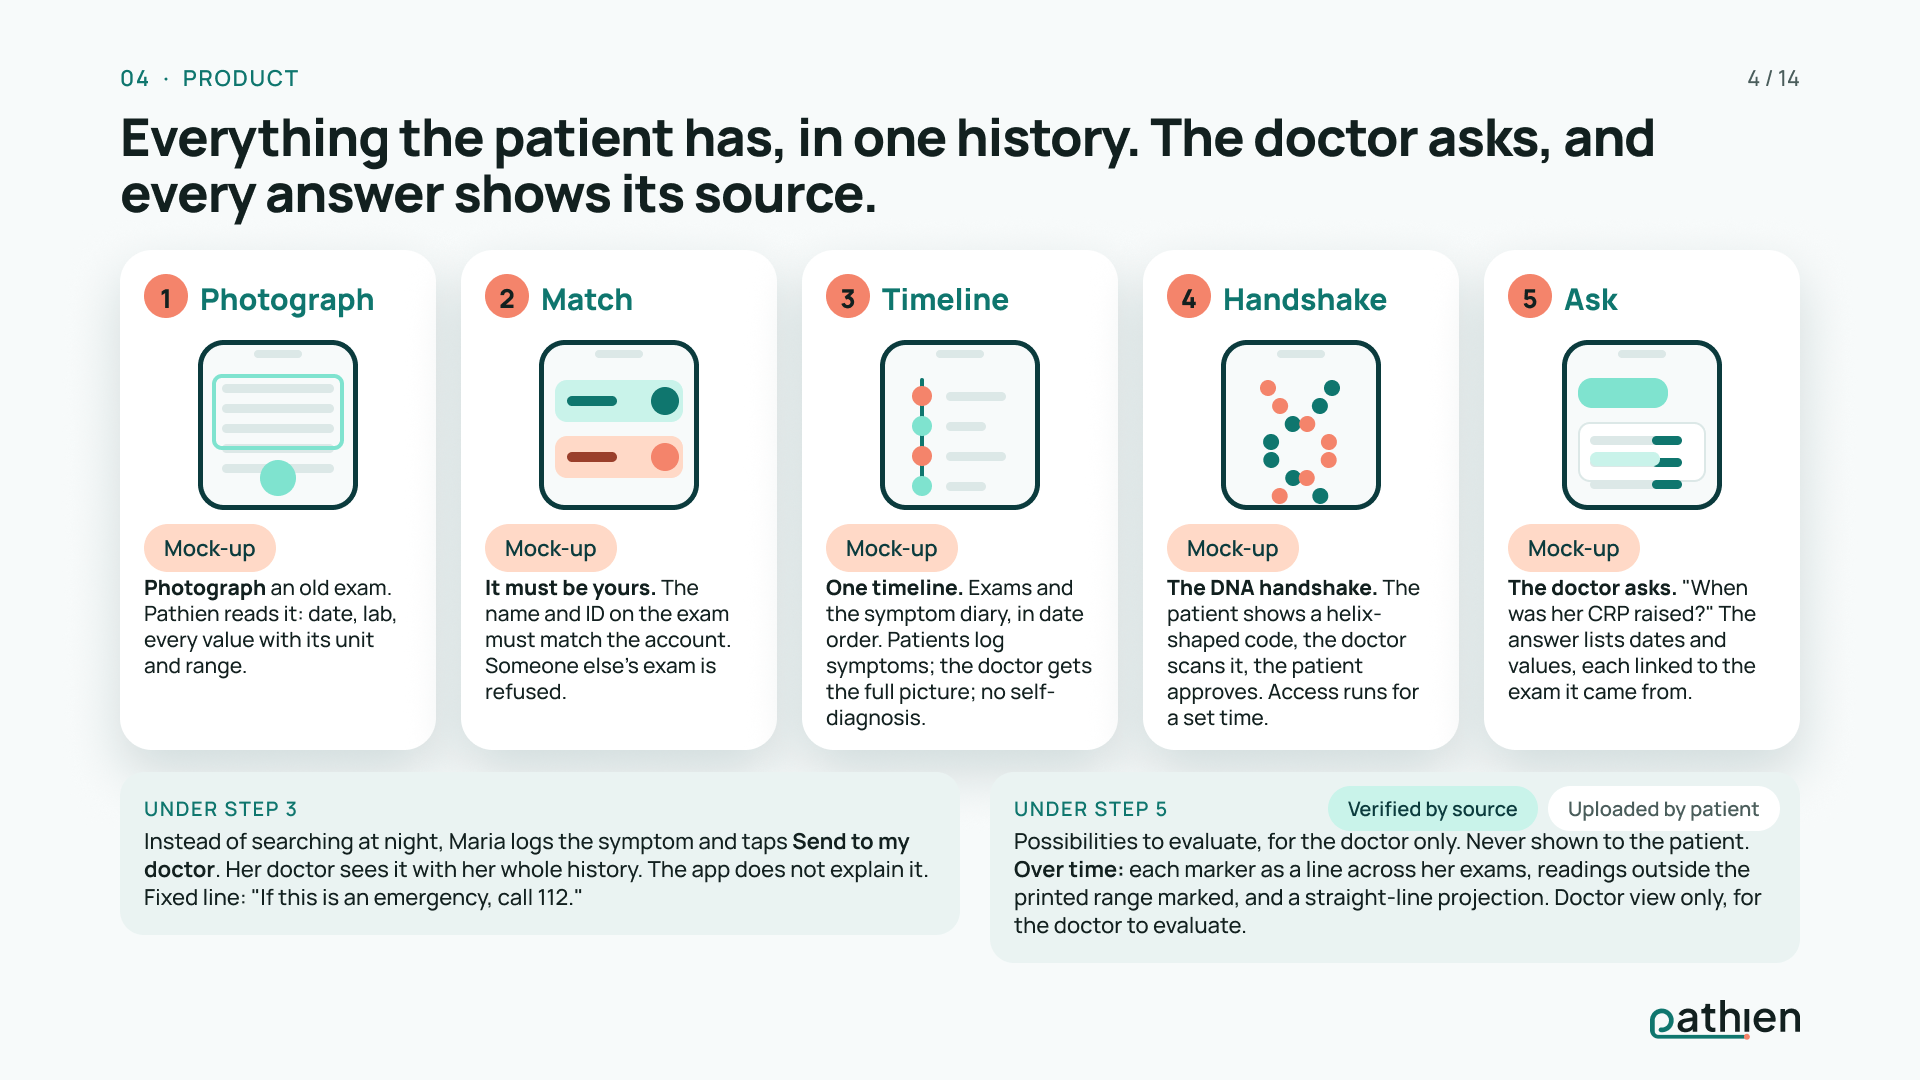 04 · PRODUCT
4 / 14
Everything the patient has, in one history. The doctor asks, and
every answer shows its source.
1 Photograph
Mock-up
Photograph an old exam.
Pathien reads it: date, lab,
every value with its unit
and range.
2 Match
Mock-up
It must be yours. The
name and ID on the exam
must match the account.
Someone else’s exam is
refused.
3 Timeline
Mock-up
One timeline. Exams and
the symptom diary, in date
order. Patients log
symptoms; the doctor gets
the full picture; no self-
diagnosis.
4 Handshake
Mock-up
The DNA handshake. The
patient shows a helix-
shaped code, the doctor
scans it, the patient
approves. Access runs for
a set time.
5 Ask
Mock-up
The doctor asks. "When
was her CRP raised?" The
answer lists dates and
values, each linked to the
exam it came from.
UNDER STEP 3
Instead of searching at night, Maria logs the symptom and taps Send to my
doctor. Her doctor sees it with her whole history. The app does not explain it.
Fixed line: "If this is an emergency, call 112."
UNDER STEP 5
Verified by source
Uploaded by patient
Possibilities to evaluate, for the doctor only. Never shown to the patient.
Over time: each marker as a line across her exams, readings outside the
printed range marked, and a straight-line projection. Doctor view only, for
the doctor to evaluate.
pathien